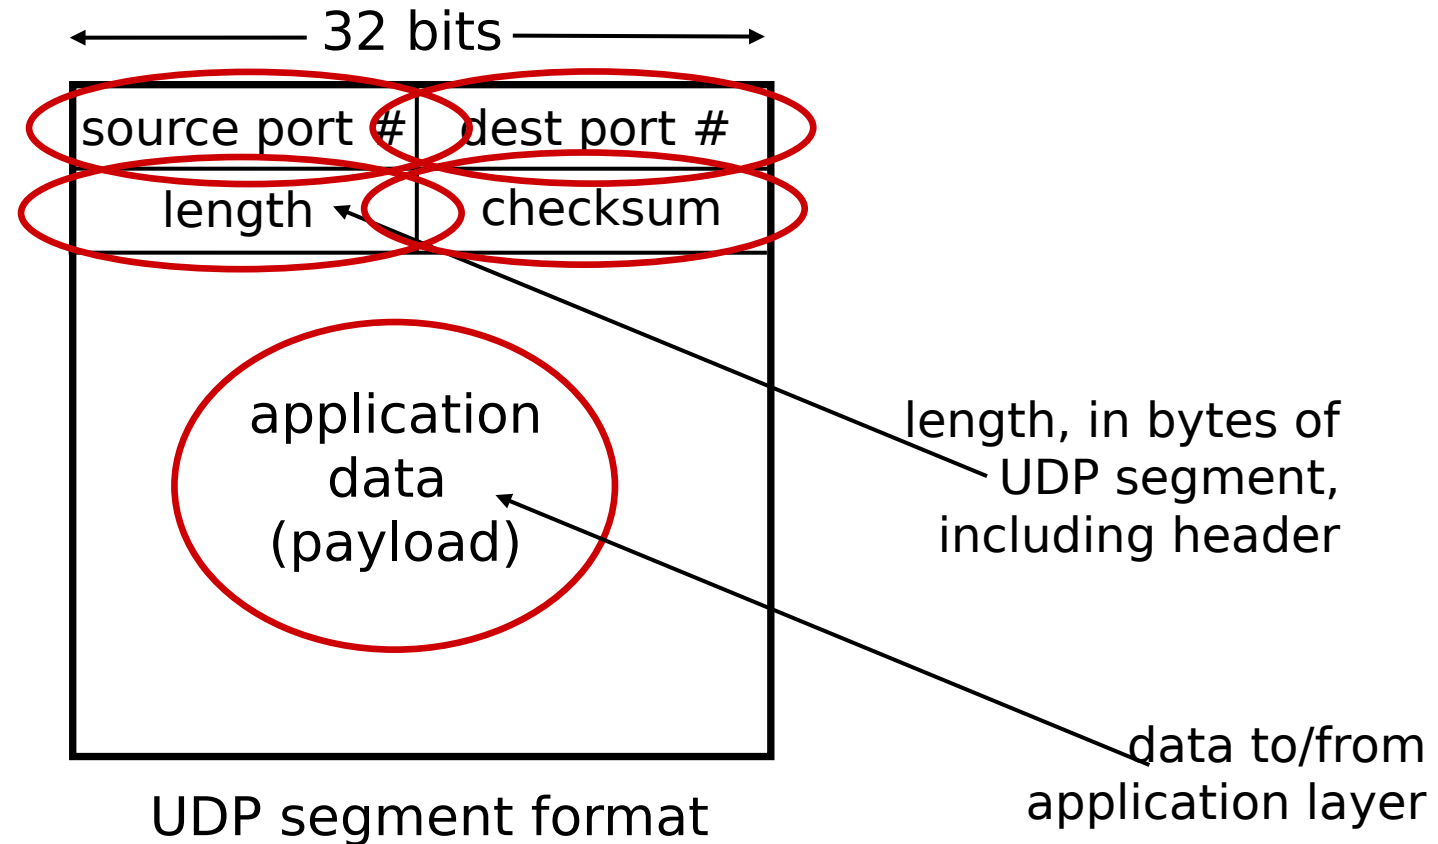 32 bits
source port # dest port #
length checksum
application
data
(payload)
length, in bytes of
UDP segment,
including header
data to/from
application layer
UDP segment format